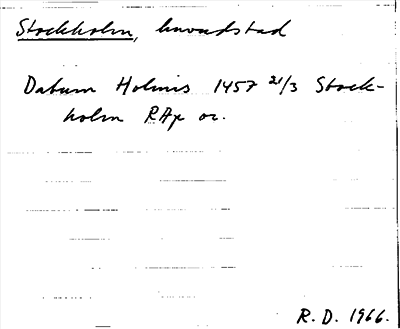 Stockholm, huvudstad
Datum Holmis 1457 21/3 Stock-
holm RAp or.
R. D. 1966.